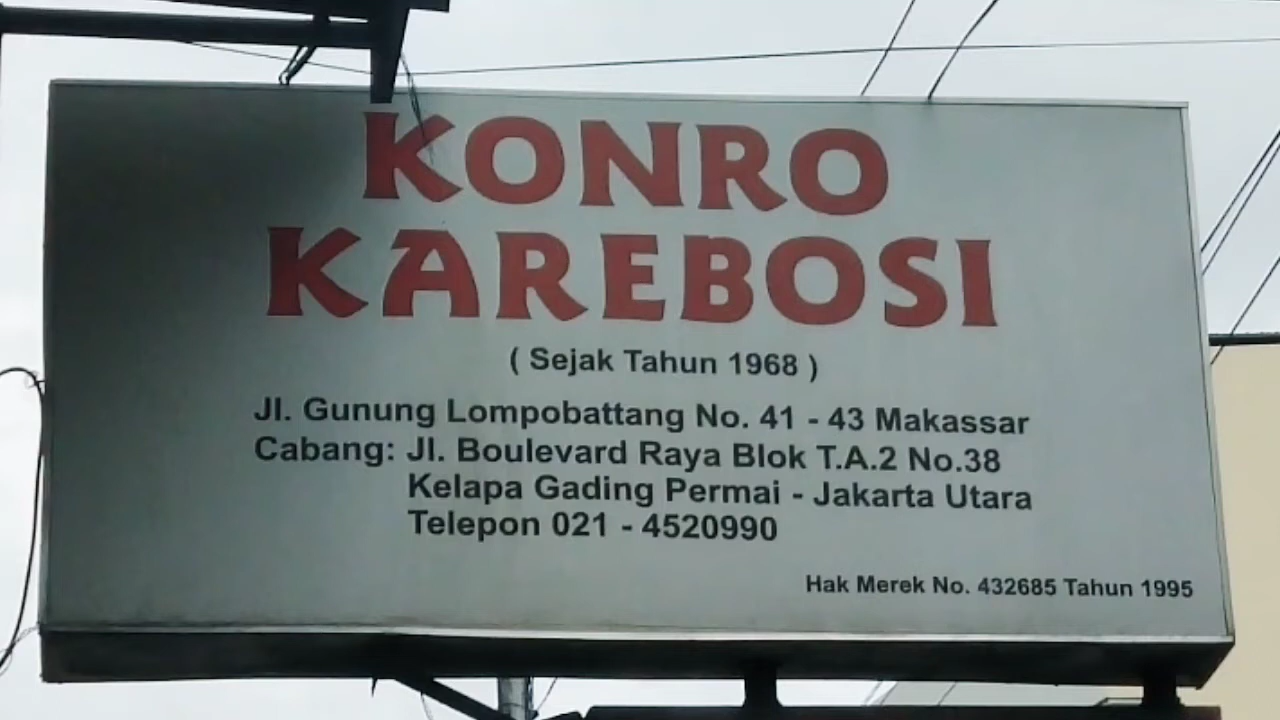 KONRO
KAREBOSI
( Sejak Tahun 1968 )
Jl. Gunung Lompobattang No. 41 - 43 Makassar
Cabang: Jl. Boulevard Raya Blok T.A.2 No.38
Kelapa Gading Permai - Jakarta Utara
Telepon 021 - 4520990
Hak Merek No. 432685 Tahun 1995